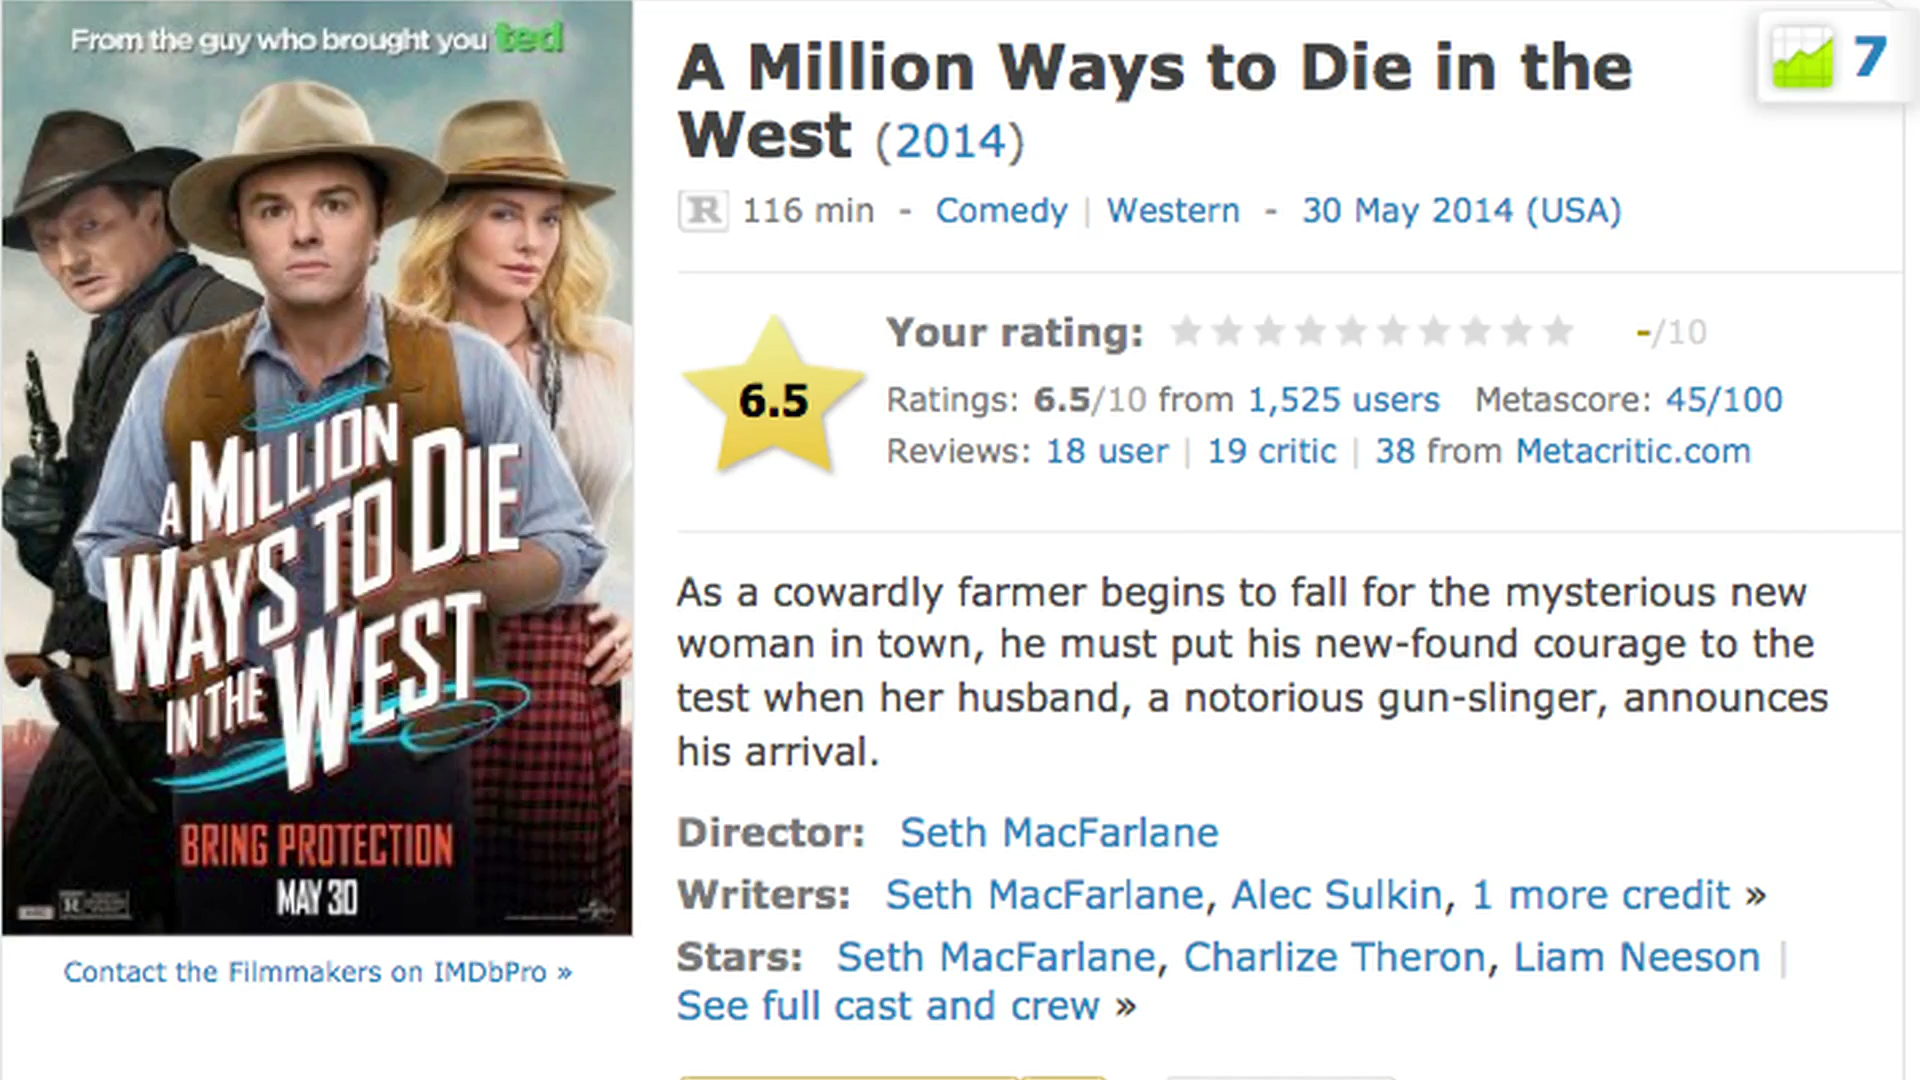 From the guy who brought you ted
A MILLION
WAYS TO DIE
IN THE WEST
BRING PROTECTION
MAY 30
Contact the Filmmakers on IMDbPro »
A Million Ways to Die in the
West (2014)
7
R 116 min - Comedy | Western - 30 May 2014 (USA)
6.5
Your rating: -/10
Ratings: 6.5/10 from 1,525 users Metascore: 45/100
Reviews: 18 user | 19 critic | 38 from Metacritic.com
As a cowardly farmer begins to fall for the mysterious new
woman in town, he must put his new-found courage to the
test when her husband, a notorious gun-slinger, announces
his arrival.
Director: Seth MacFarlane
Writers: Seth MacFarlane, Alec Sulkin, 1 more credit »
Stars: Seth MacFarlane, Charlize Theron, Liam Neeson |
See full cast and crew »